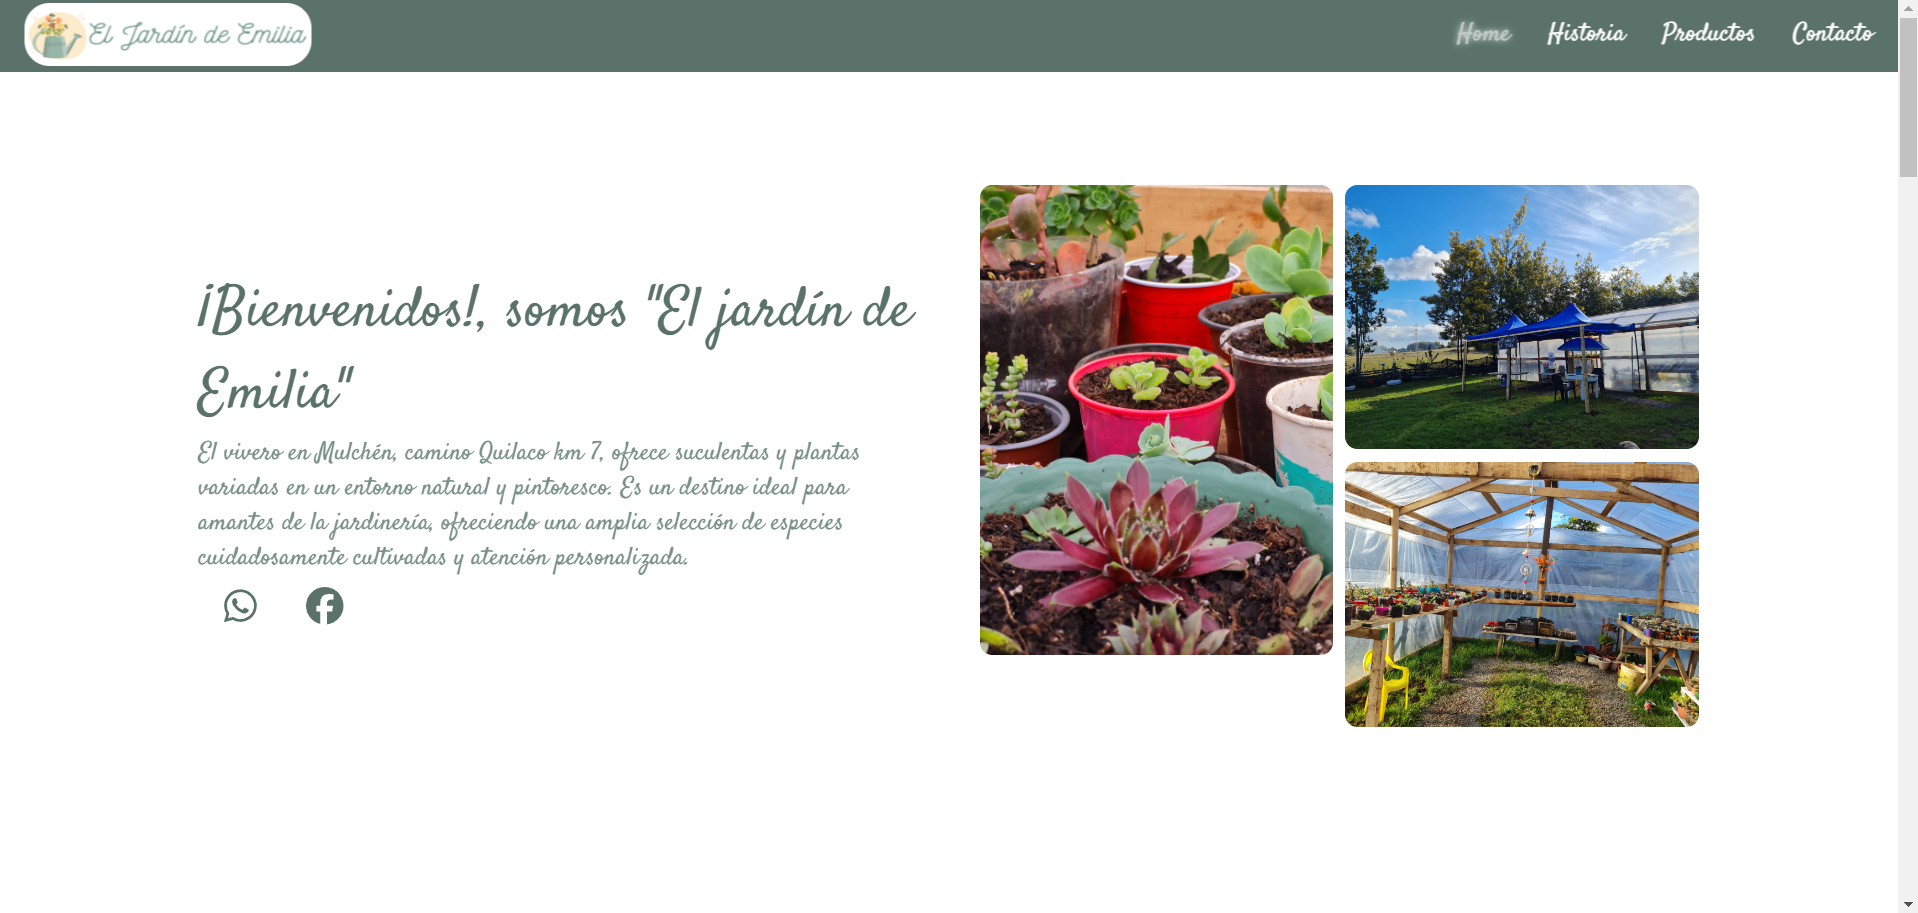 El Jardín de Emilia
Home Historia Productos Contacto
¡Bienvenidos!, somos "El jardín de
Emilia"
El vivero en Mulchén, camino Quilaco km 7, ofrece suculentas y plantas
variadas en un entorno natural y pintoresco. Es un destino ideal para
amantes de la jardinería, ofreciendo una amplia selección de especies
cuidadosamente cultivadas y atención personalizada.